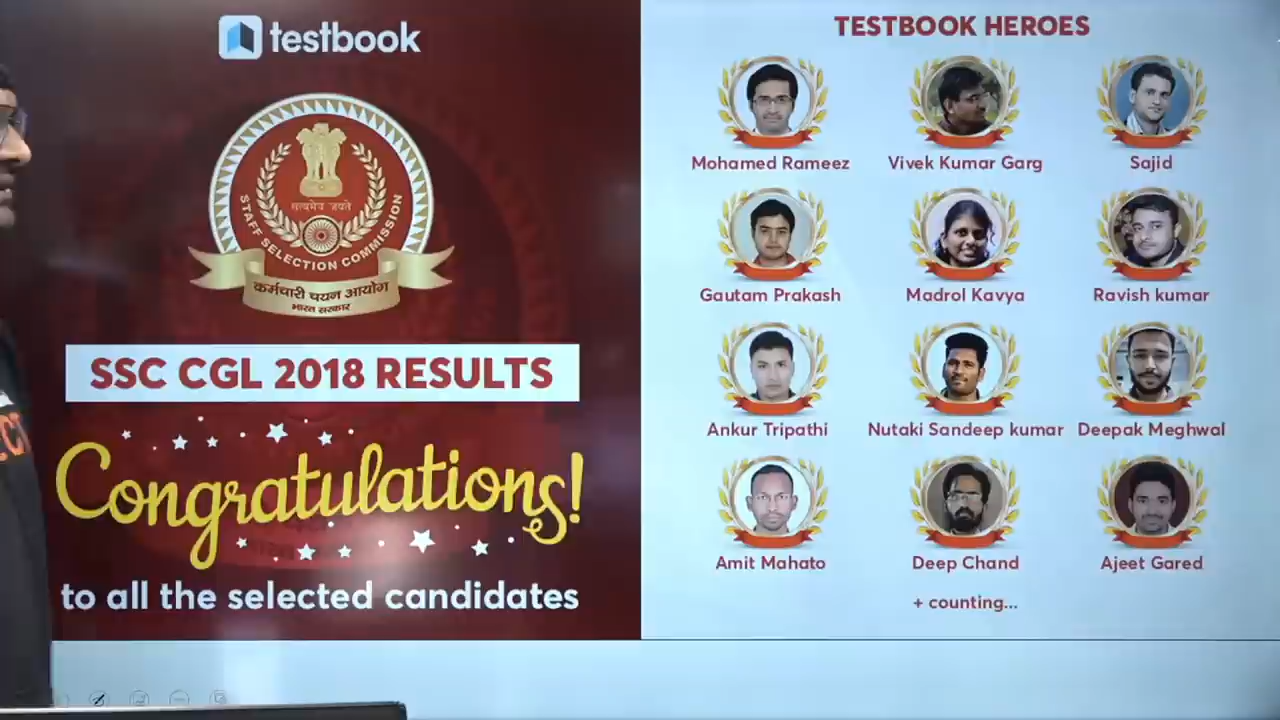 testbook
सत्यमेव जयते
STAFF SELECTION COMMISSION
कर्मचारी चयन आयोग
भारत सरकार
SSC CGL 2018 RESULTS
Congratulations!
to all the selected candidates
TESTBOOK HEROES
Mohamed Rameez Vivek Kumar Garg Sajid
Gautam Prakash Madrol Kavya Ravish kumar
Ankur Tripathi Nutaki Sandeep kumar Deepak Meghwal
Amit Mahato Deep Chand Ajeet Gared
+ counting...